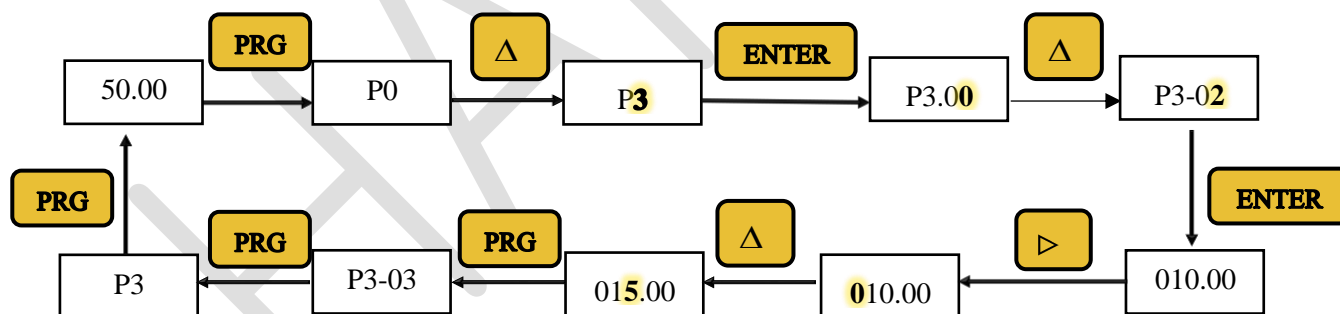 PRG
Δ
ENTER
Δ
50.00
P0
P3
P3.00
P3-02
PRG
PRG
PRG
Δ
▷
ENTER
P3
P3-03
015.00
010.00
010.00